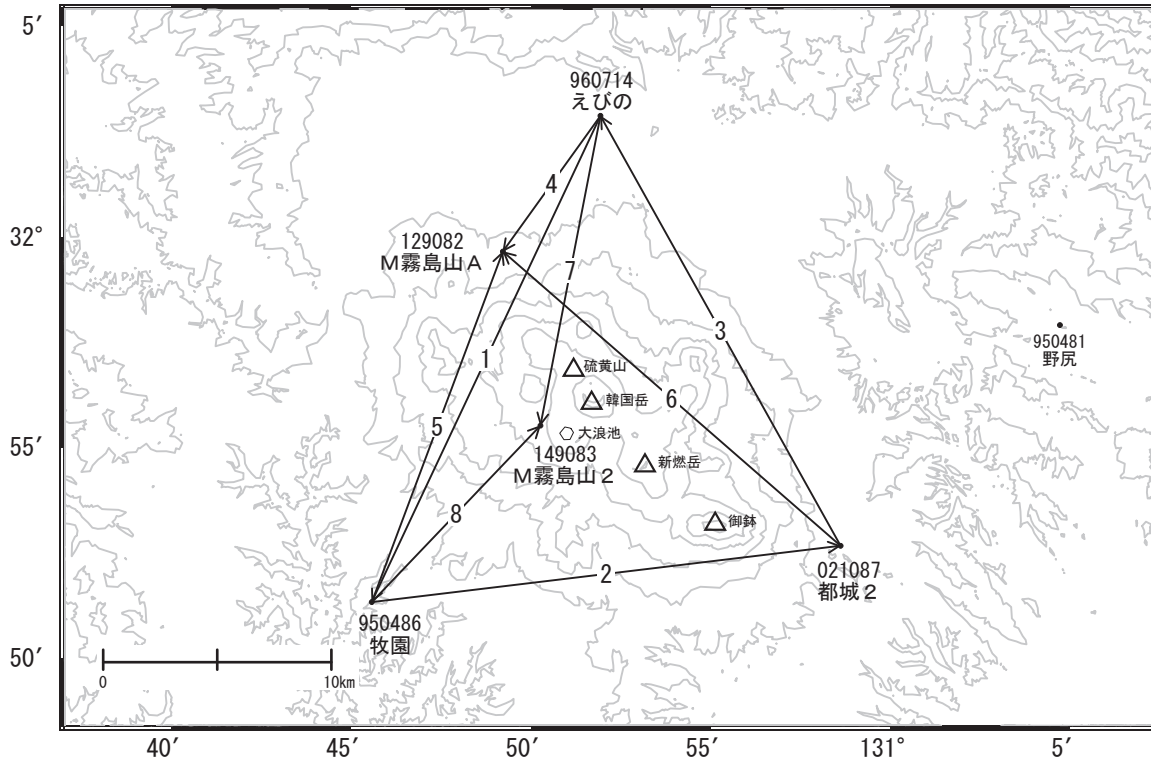 5′
960714
えびの
4
32°
129082
M霧島山A
7
3
950481
野尻
1
硫黄山
韓国岳
6
5
大浪池
55′
149083
M霧島山2
新燃岳
8
御鉢
2
021087
都城2
950486
牧園
50′
0
10km
40′
45′
50′
55′
131°
5′